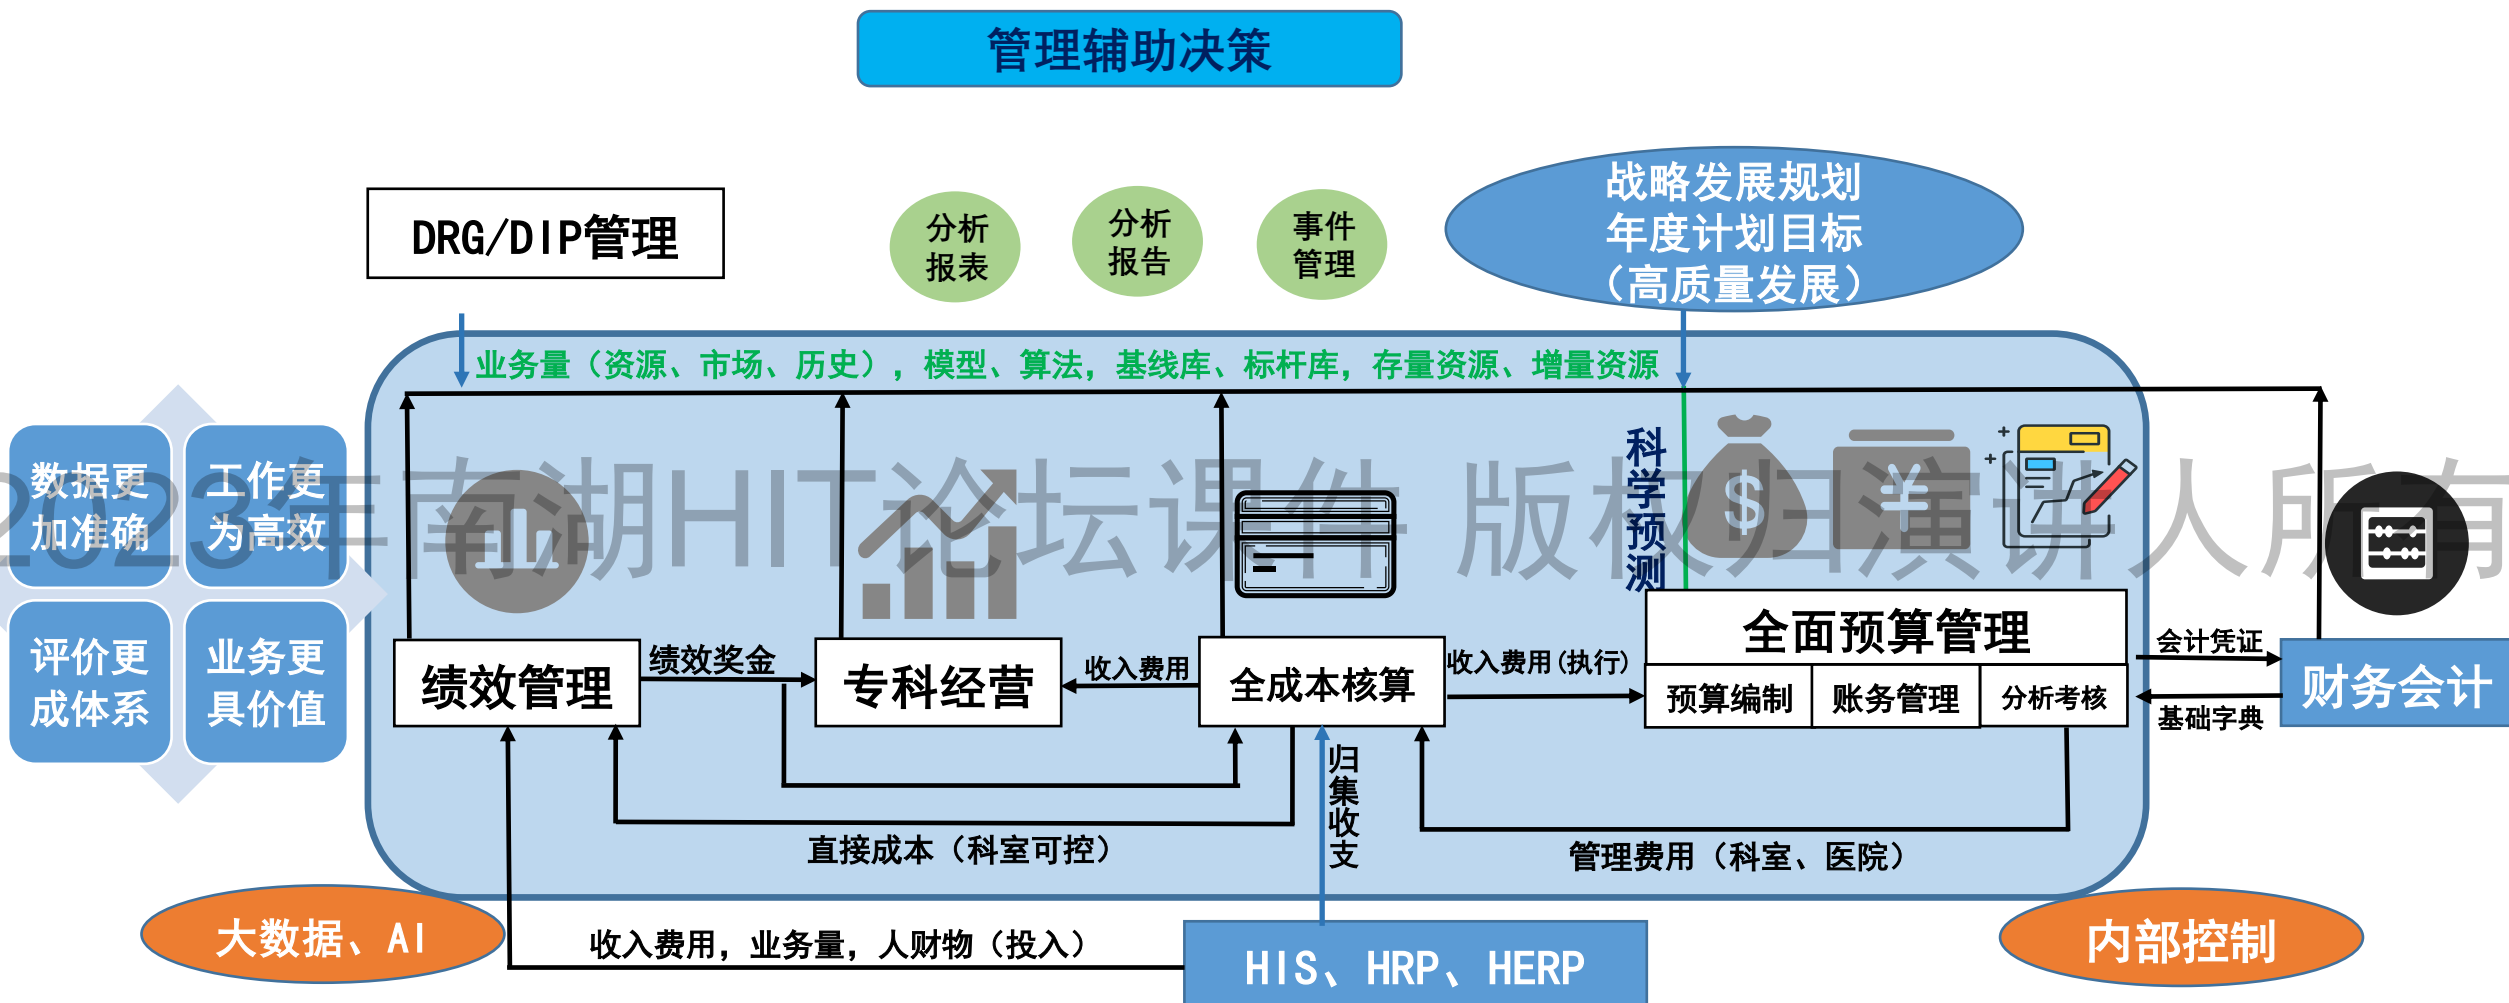 管理辅助决策
DRG/DIP管理
分析
报表
分析
报告
事件
管理
战略发展规划
年度计划目标
（高质量发展）
业务量（资源、市场、历史），模型、算法，基线库、标杆库，存量资源、增量资源
数据更
加准确
工作更
为高效
评价更
成体系
业务更
具价值
科
学
预
测
2023年南湖HIT论坛课件 版权归演讲人所有
绩效管理
绩效奖金
专科经营
收入费用
全成本核算
收入费用(执行)
全面预算管理
预算编制
账务管理
分析考核
会计凭证
基础字典
财务会计
归
集
收
支
直接成本（科室可控）
管理费用（科室、医院）
大数据、AI
收入费用，业务量，人财物（投入）
HIS、HRP、HERP
内部控制